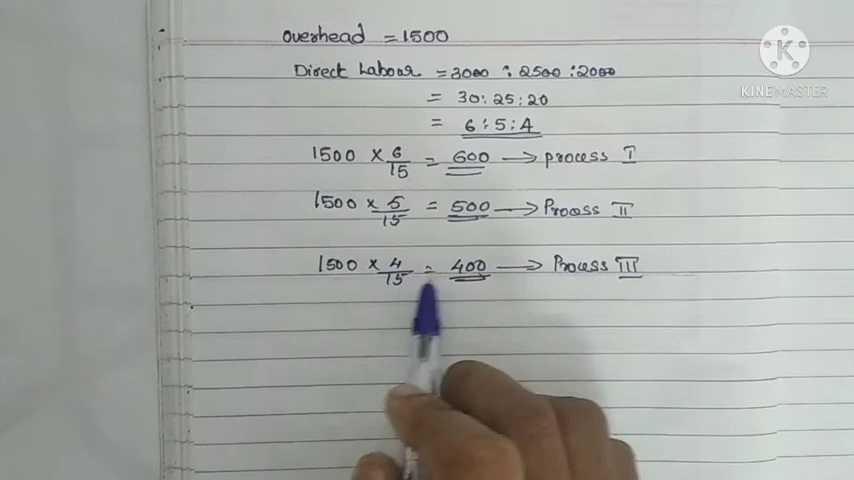 Overhead = 1500
Direct Labour = 3000 : 2500 : 2000
= 30 : 25 : 20
= 6 : 5 : 4
1500 × 6/15 = 600 → process I
1500 × 5/15 = 500 → Process II
1500 × 4/15 = 400 → Process III
K
KINEMASTER